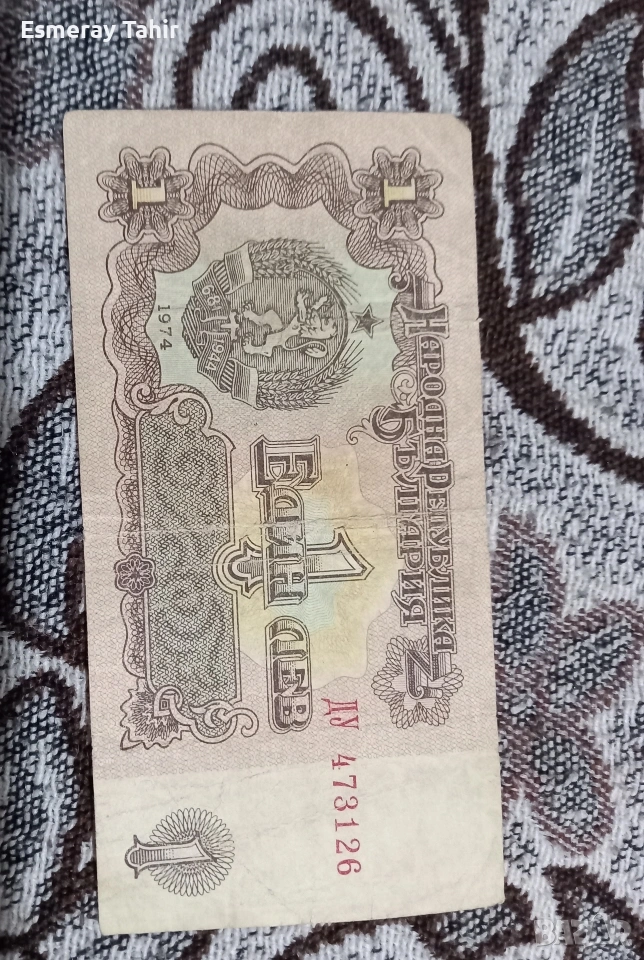 Esmeray Tahir
1
1
НАРОДНА РЕПУБЛИКА
БЪЛГАРИЯ
681
1944
1974
1
ЕДИН ЛЕВ
ДУ 473126
1